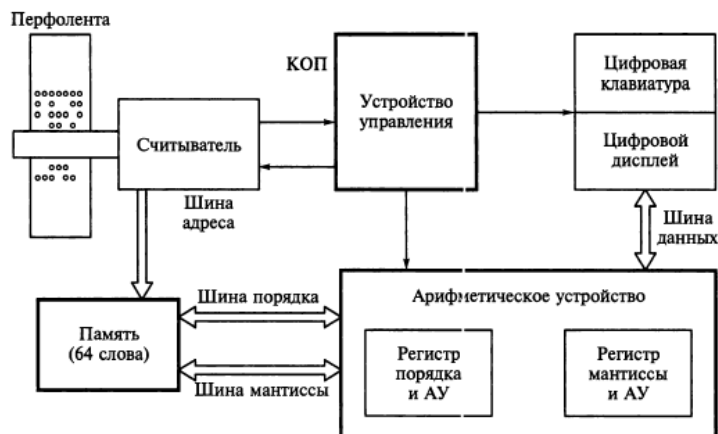 Перфолента
КОП
Устройство
управления
Цифровая
клавиатура
Цифровой
дисплей
Считыватель
Шина
адреса
Шина
данных
Память
(64 слова)
Шина порядка
Шина мантиссы
Арифметическое устройство
Регистр
порядка
и АУ
Регистр
мантиссы
и АУ